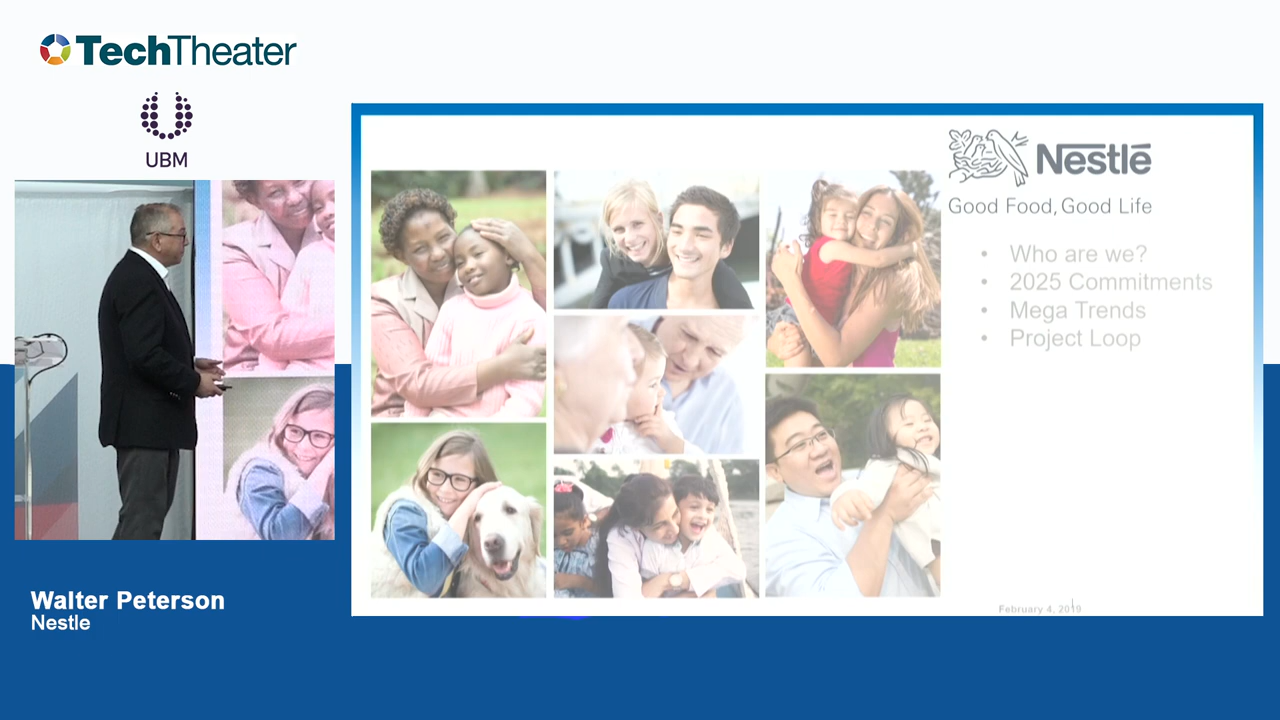 TechTheater
UBM
Nestlé
Good Food, Good Life
• Who are we?
• 2025 Commitments
• Mega Trends
• Project Loop
February 4, 2019
Walter Peterson
Nestle